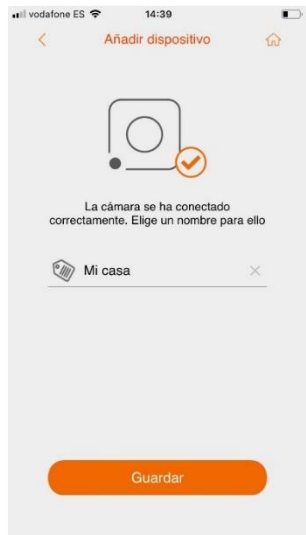 vodafone ES 14:39
Añadir dispositivo
La cámara se ha conectado
correctamente. Elige un nombre para ello
Mi casa
Guardar